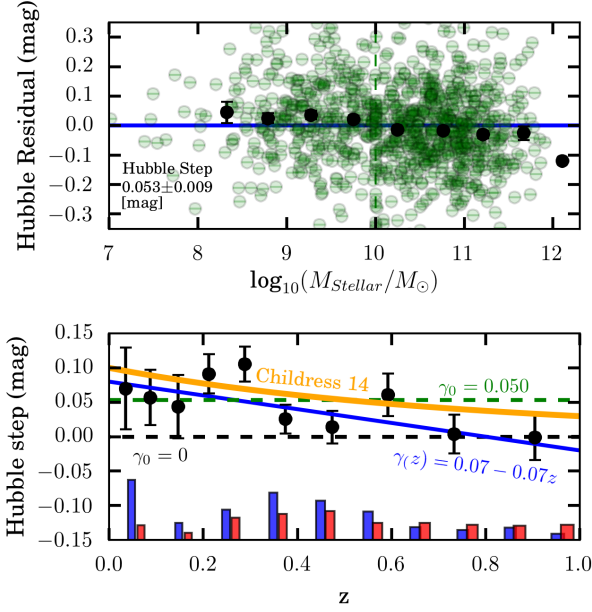 Hubble Residual (mag)
0.3
0.2
0.1
0.0
−0.1
−0.2
−0.3
Hubble Step
0.053±0.009
[mag]
7 8 9 10 11 12
log₁₀(M_Stellar/M_⊙)
Hubble step (mag)
0.15
0.10
0.05
0.00
−0.05
−0.10
−0.15
Childress 14
γ₀ = 0.050
γ₀ = 0
γ(z) = 0.07 − 0.07z
0.0 0.2 0.4 0.6 0.8 1.0
z